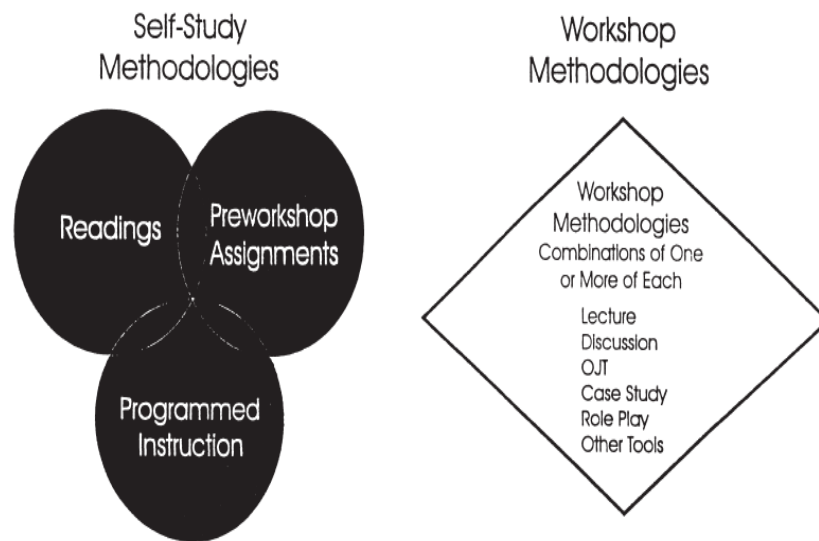 Self-Study
Methodologies
Readings
Preworkshop
Assignments
Programmed
Instruction
Workshop
Methodologies
Workshop
Methodologies
Combinations of One
or More of Each
Lecture
Discussion
OJT
Case Study
Role Play
Other Tools